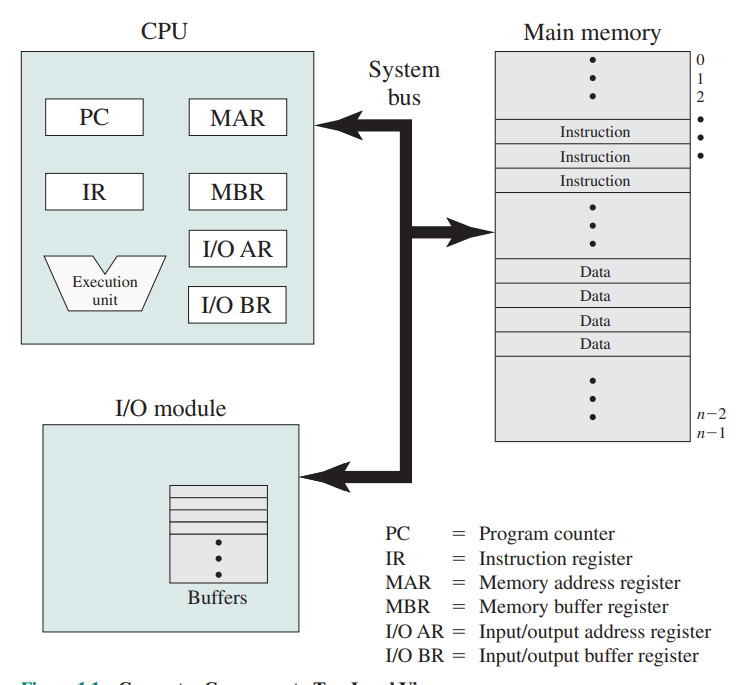 CPU
Main memory
System
bus
PC
MAR
IR
MBR
I/O AR
Execution
unit
I/O BR
0
1
2
Instruction
Instruction
Instruction
Data
Data
Data
Data
n−2
n−1
I/O module
Buffers
PC = Program counter
IR = Instruction register
MAR = Memory address register
MBR = Memory buffer register
I/O AR = Input/output address register
I/O BR = Input/output buffer register